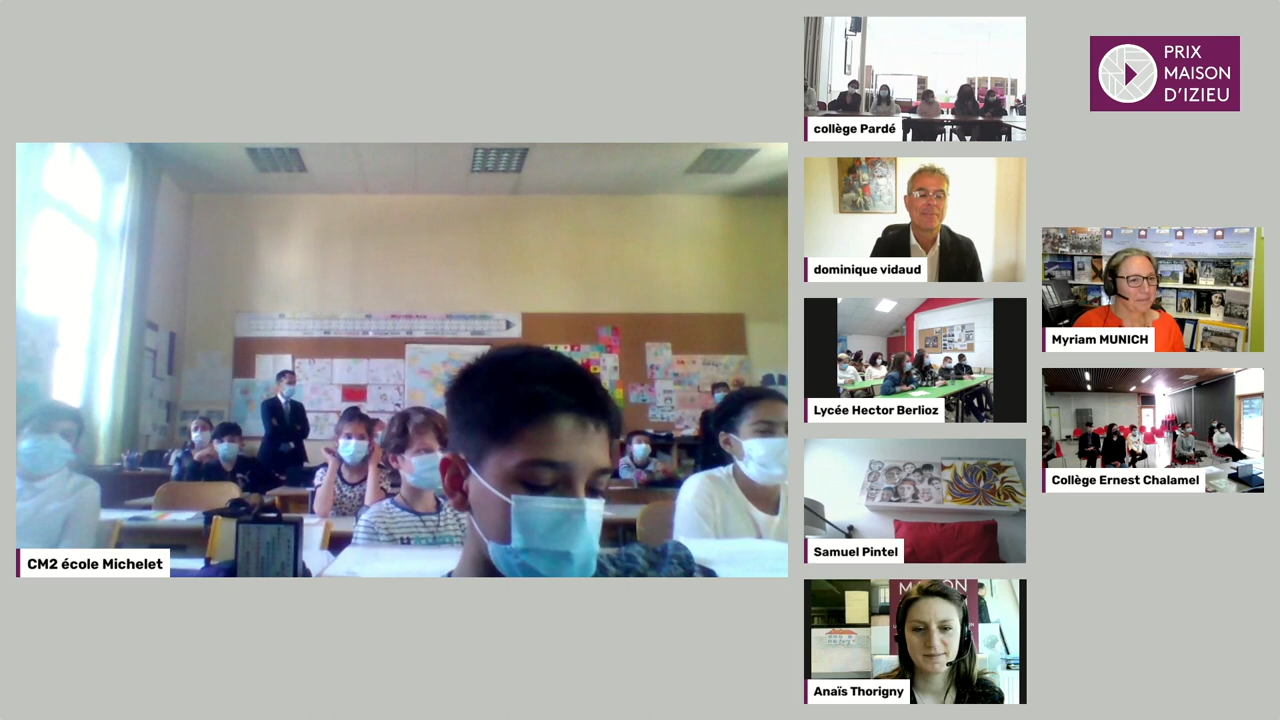 CM2 école Michelet
collège Pardé
dominique vidaud
Lycée Hector Berlioz
Samuel Pintel
Anaïs Thorigny
PRIX
MAISON
D'IZIEU
Myriam MUNICH
Collège Ernest Chalamel